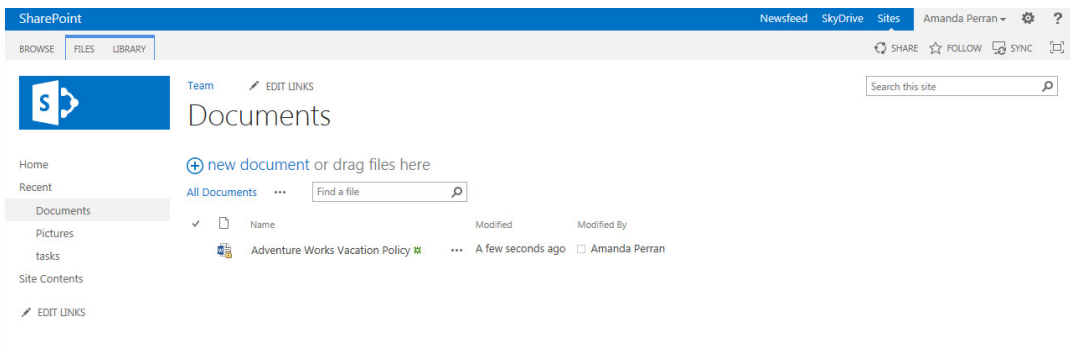 SharePoint Newsfeed SkyDrive Sites Amanda Perran ?
BROWSE FILES LIBRARY SHARE FOLLOW SYNC
S
Team EDIT LINKS Search this site
Documents
Home
new document or drag files here
Recent
All Documents ... Find a file
Documents
Name Modified Modified By
Pictures
Adventure Works Vacation Policy ... A few seconds ago Amanda Perran
tasks
Site Contents
EDIT LINKS